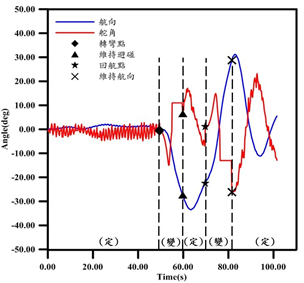 航向
舵角
轉彎點
維持避碰
回航點
維持航向
50.00
40.00
30.00
20.00
10.00
0.00
-10.00
-20.00
-30.00
-40.00
-50.00
Angle(deg)
(定) (變) (定) (變) (定)
0.00 20.00 40.00 60.00 80.00 100.00
Time(s)